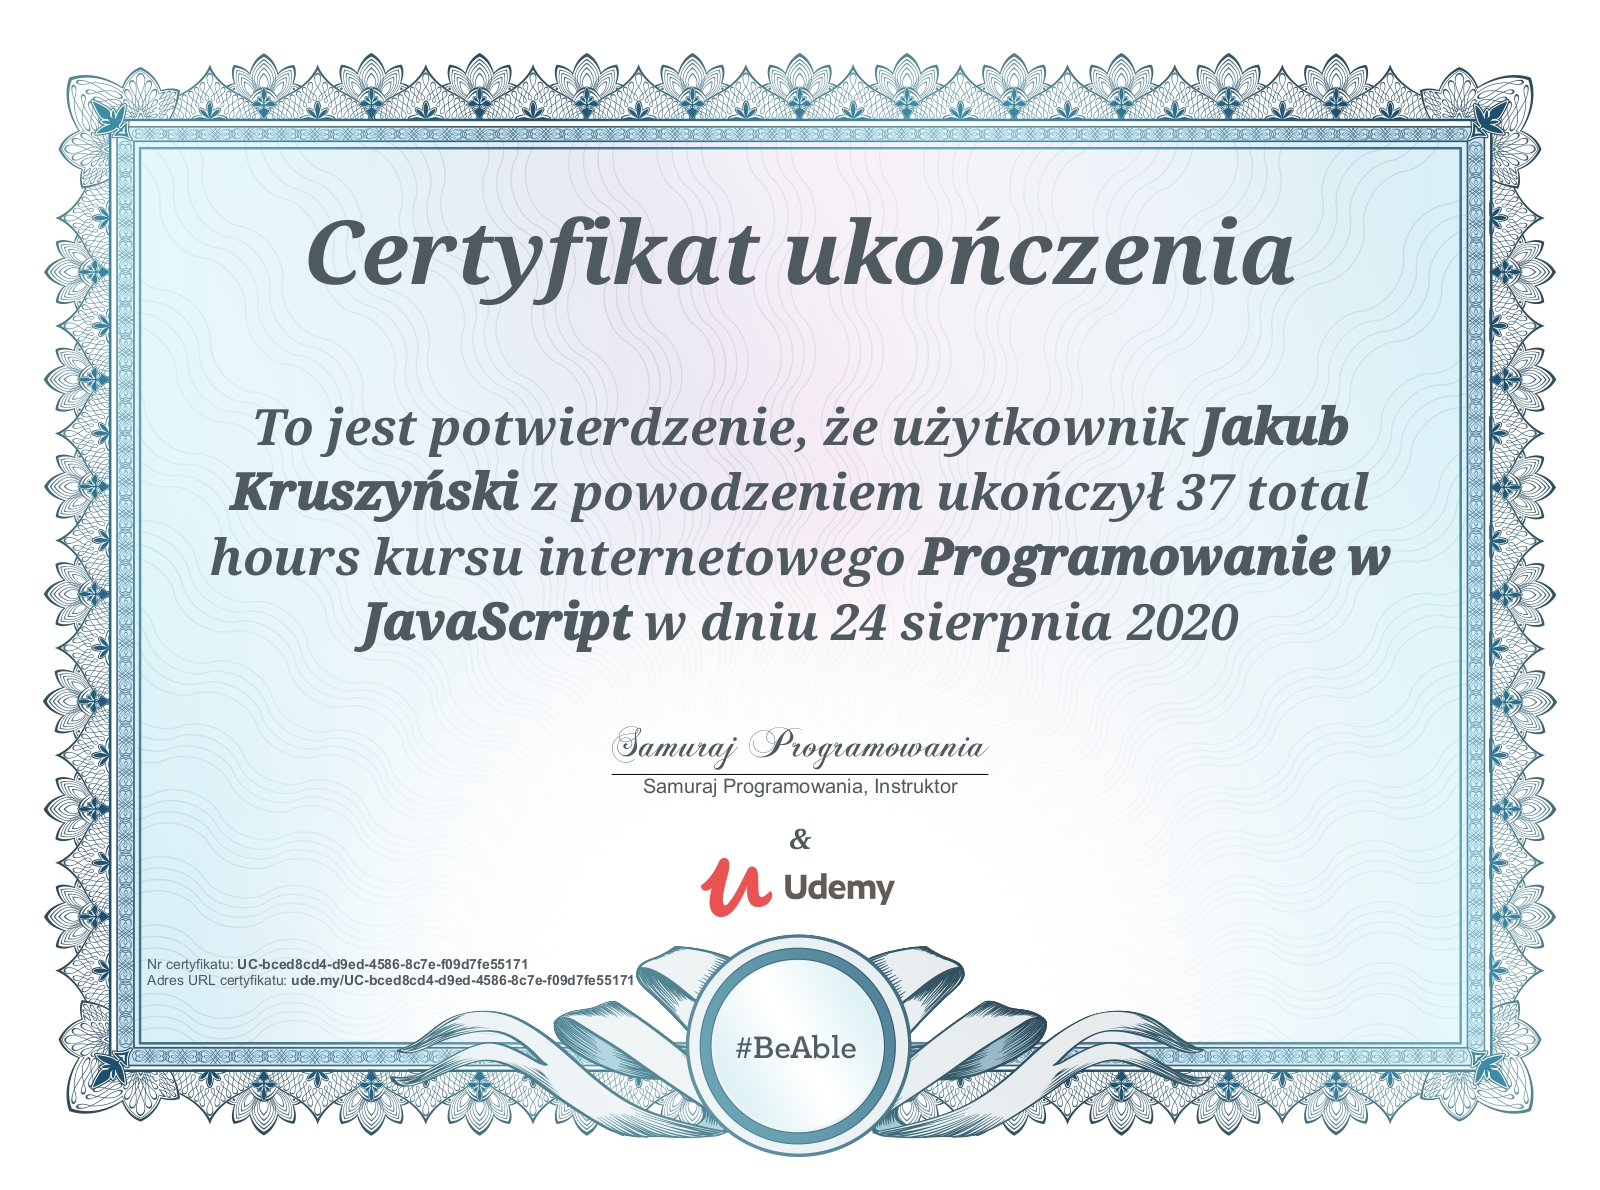 Certyfikat ukończenia
To jest potwierdzenie, że użytkownik Jakub
Kruszyński z powodzeniem ukończył 37 total
hours kursu internetowego Programowanie w
JavaScript w dniu 24 sierpnia 2020
Samuraj Programowania
Samuraj Programowania, Instruktor
&
Udemy
Nr certyfikatu: UC-bced8cd4-d9ed-4586-8c7e-f09d7fe55171
Adres URL certyfikatu: ude.my/UC-bced8cd4-d9ed-4586-8c7e-f09d7fe55171
#BeAble